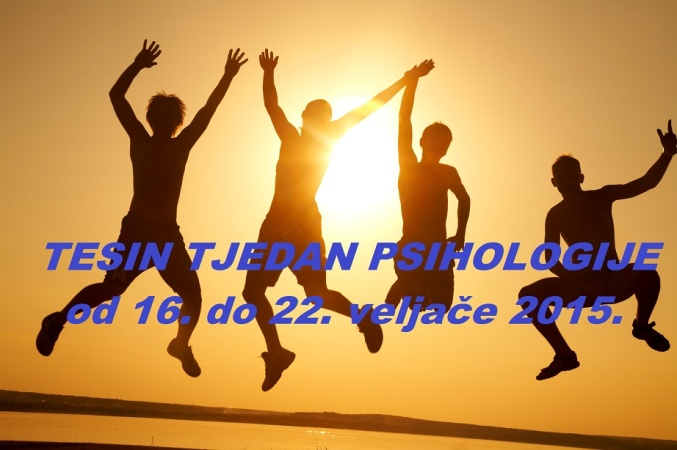 TESIN TJEDAN PSIHOLOGIJE
od 16. do 22. veljače 2015.